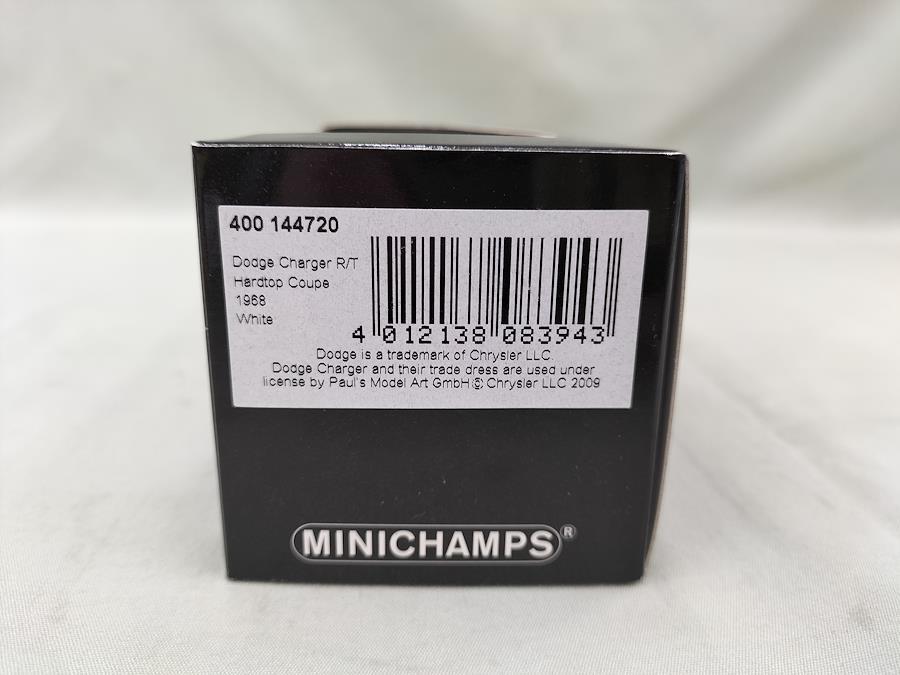 400 144720
Dodge Charger R/T
Hardtop Coupe
1968
White
4 012138 083943
Dodge is a trademark of Chrysler LLC.
Dodge Charger and their trade dress are used under
license by Paul's Model Art GmbH © Chrysler LLC 2009
MINICHAMPS®